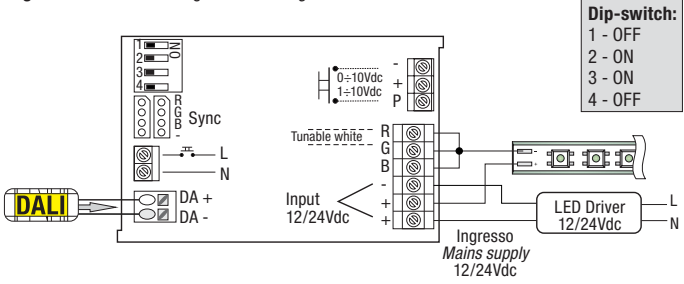 Dip-switch:
1 - OFF
2 - ON
3 - ON
4 - OFF
1
2
3
4
ON
R
G
B
-
Sync
L
N
DALI
DA +
DA -
0÷10Vdc
1÷10Vdc
-
+
P
Tunable white
R
G
B
-
+
+
Input
12/24Vdc
Ingresso
Mains supply
12/24Vdc
-
+
LED Driver
12/24Vdc
L
N